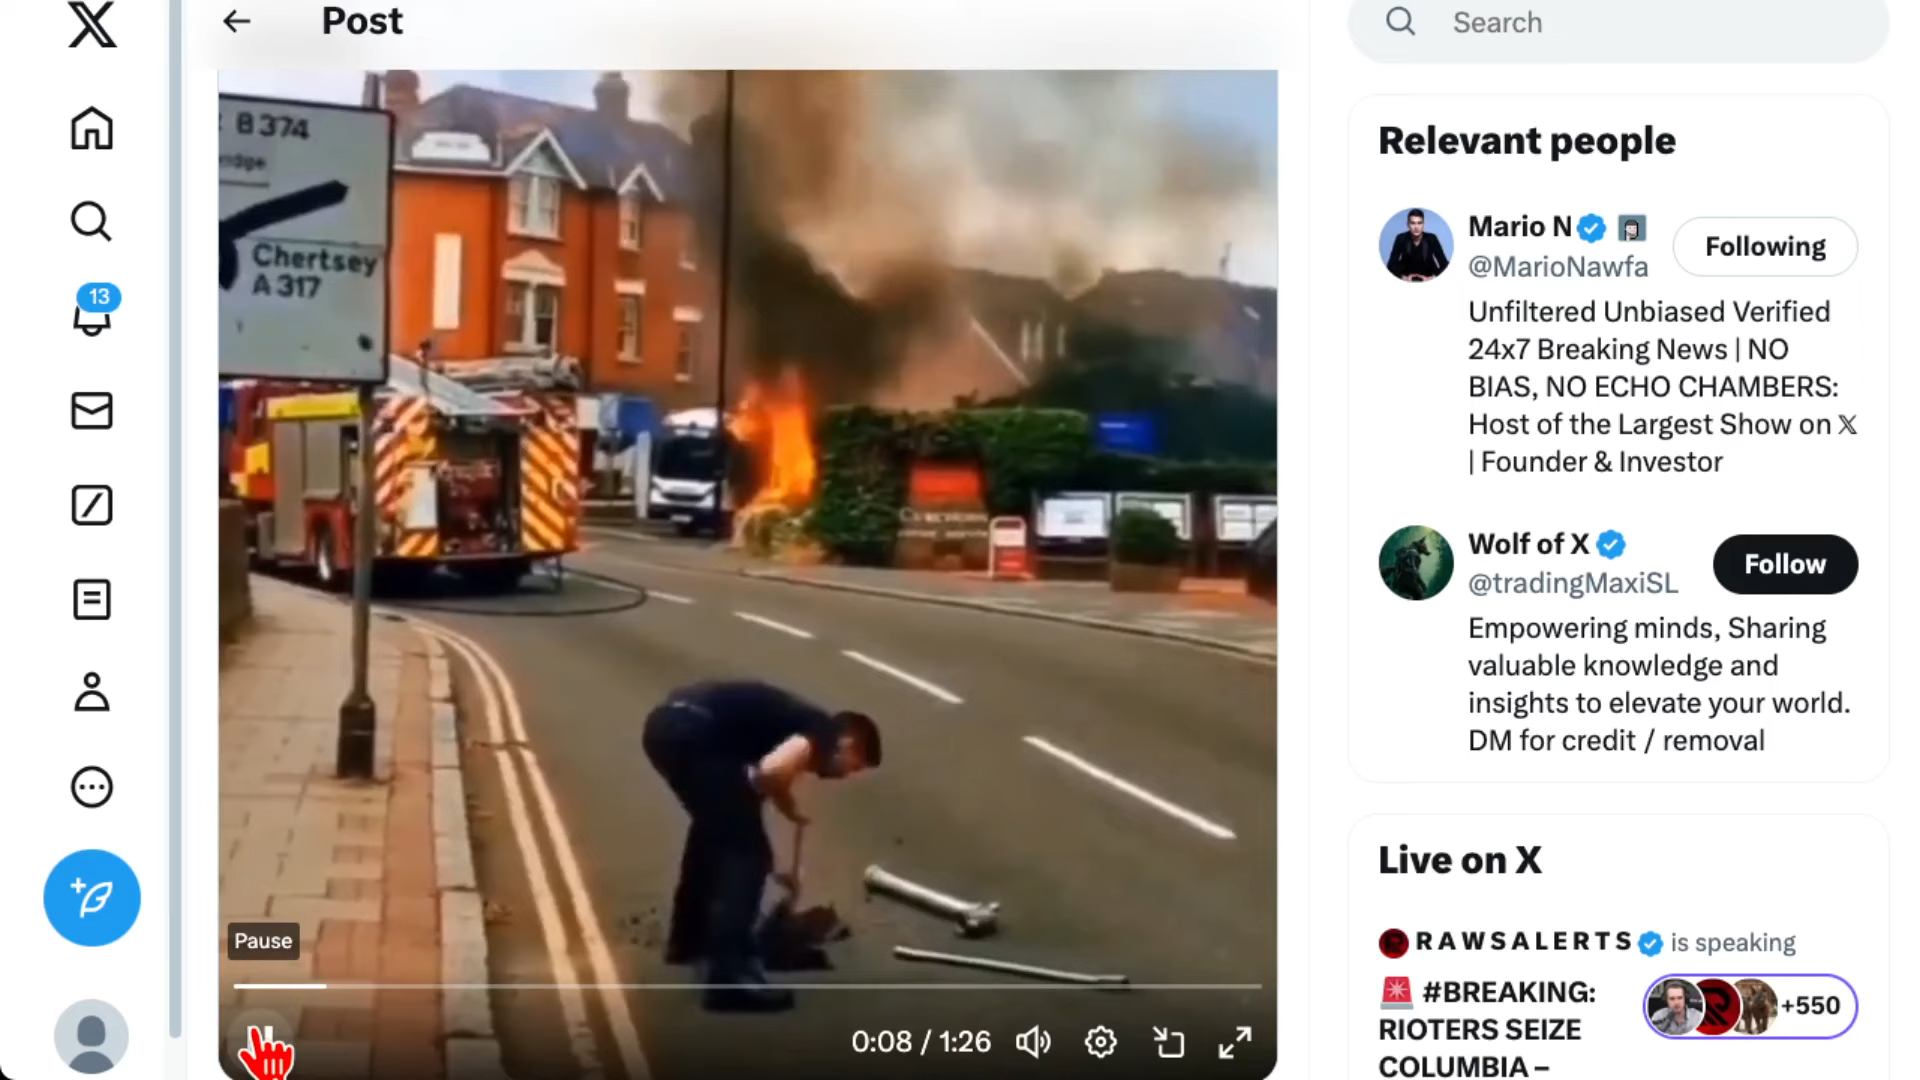 Post
Search
B374
Chertsey
A317
Pause
0:08 / 1:26
13
Relevant people
Mario N
@MarioNawfa
Following
Unfiltered Unbiased Verified
24x7 Breaking News | NO
BIAS, NO ECHO CHAMBERS:
Host of the Largest Show on 𝕏
| Founder & Investor
Wolf of X
@tradingMaxiSL
Follow
Empowering minds, Sharing
valuable knowledge and
insights to elevate your world.
DM for credit / removal
Live on X
RAWSALERTS is speaking
#BREAKING:
RIOTERS SEIZE
COLUMBIA –
+550